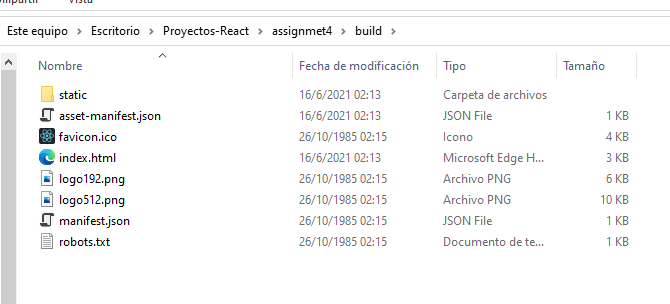 Compartir Vista
Este equipo > Escritorio > Proyectos-React > assignmet4 > build >
Nombre Fecha de modificación Tipo Tamaño
static 16/6/2021 02:13 Carpeta de archivos
asset-manifest.json 16/6/2021 02:13 JSON File 1 KB
favicon.ico 26/10/1985 02:15 Icono 4 KB
index.html 16/6/2021 02:13 Microsoft Edge H... 3 KB
logo192.png 26/10/1985 02:15 Archivo PNG 6 KB
logo512.png 26/10/1985 02:15 Archivo PNG 10 KB
manifest.json 26/10/1985 02:15 JSON File 1 KB
robots.txt 26/10/1985 02:15 Documento de te... 1 KB